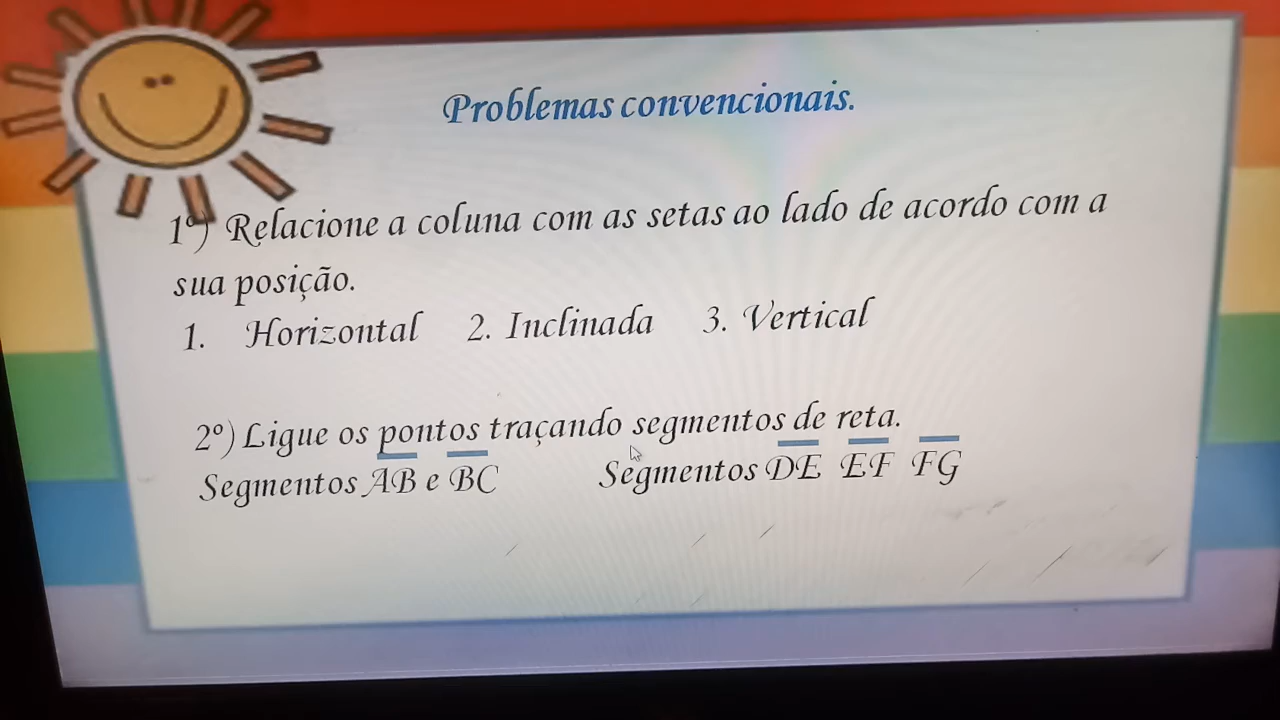 Problemas convencionais.
1º) Relacione a coluna com as setas ao lado de acordo com a
sua posição.
1. Horizontal 2. Inclinada 3. Vertical
2º) Ligue os pontos traçando segmentos de reta.
Segmentos AB e BC Segmentos DE EF FG